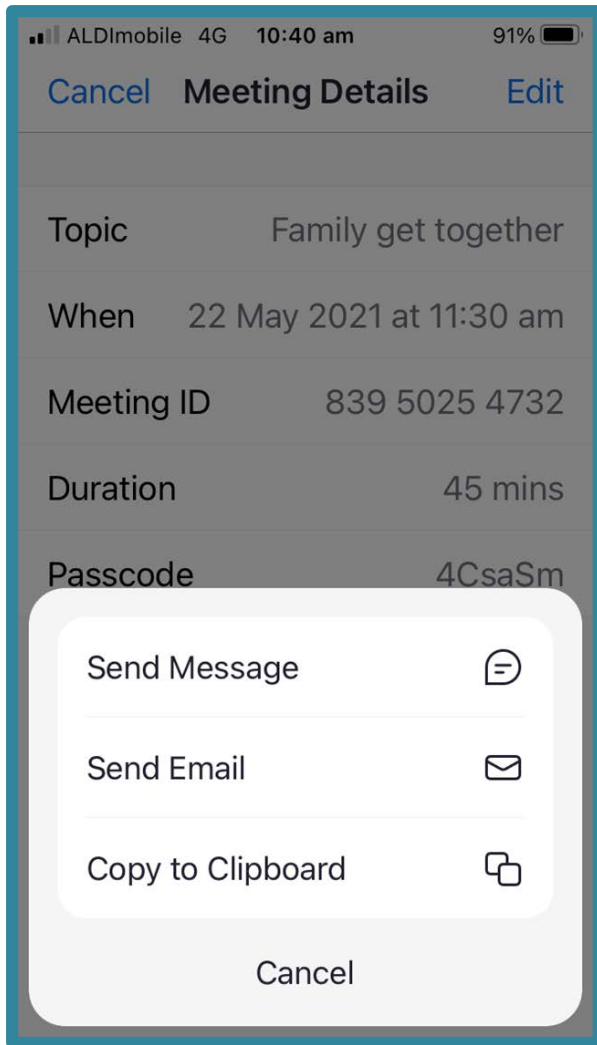 ALDImobile 4G 10:40 am 91%
Cancel Meeting Details Edit
Topic Family get together
When 22 May 2021 at 11:30 am
Meeting ID 839 5025 4732
Duration 45 mins
Passcode 4CsaSm
Send Message
Send Email
Copy to Clipboard
Cancel